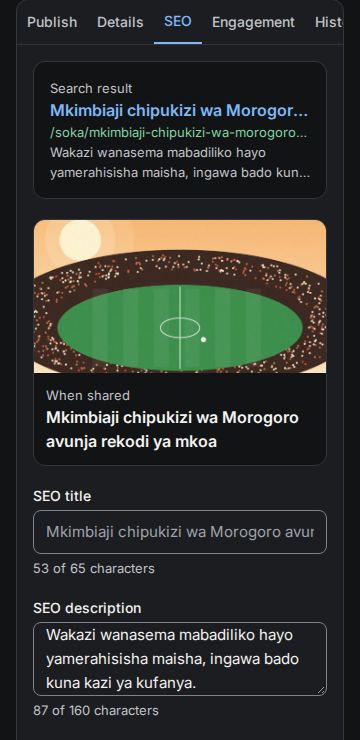 Publish Details SEO Engagement
Search result
Mkimbiaji chipukizi wa Morogor...
/soka/mkimbiaji-chipukizi-wa-morogoro...
Wakazi wanasema mabadiliko hayo
yamerahisisha maisha, ingawa bado kun...
When shared
Mkimbiaji chipukizi wa Morogoro
avunja rekodi ya mkoa
SEO title
Mkimbiaji chipukizi wa Morogoro avun
53 of 65 characters
SEO description
Wakazi wanasema mabadiliko hayo
yamerahisisha maisha, ingawa bado
kuna kazi ya kufanya.
87 of 160 characters